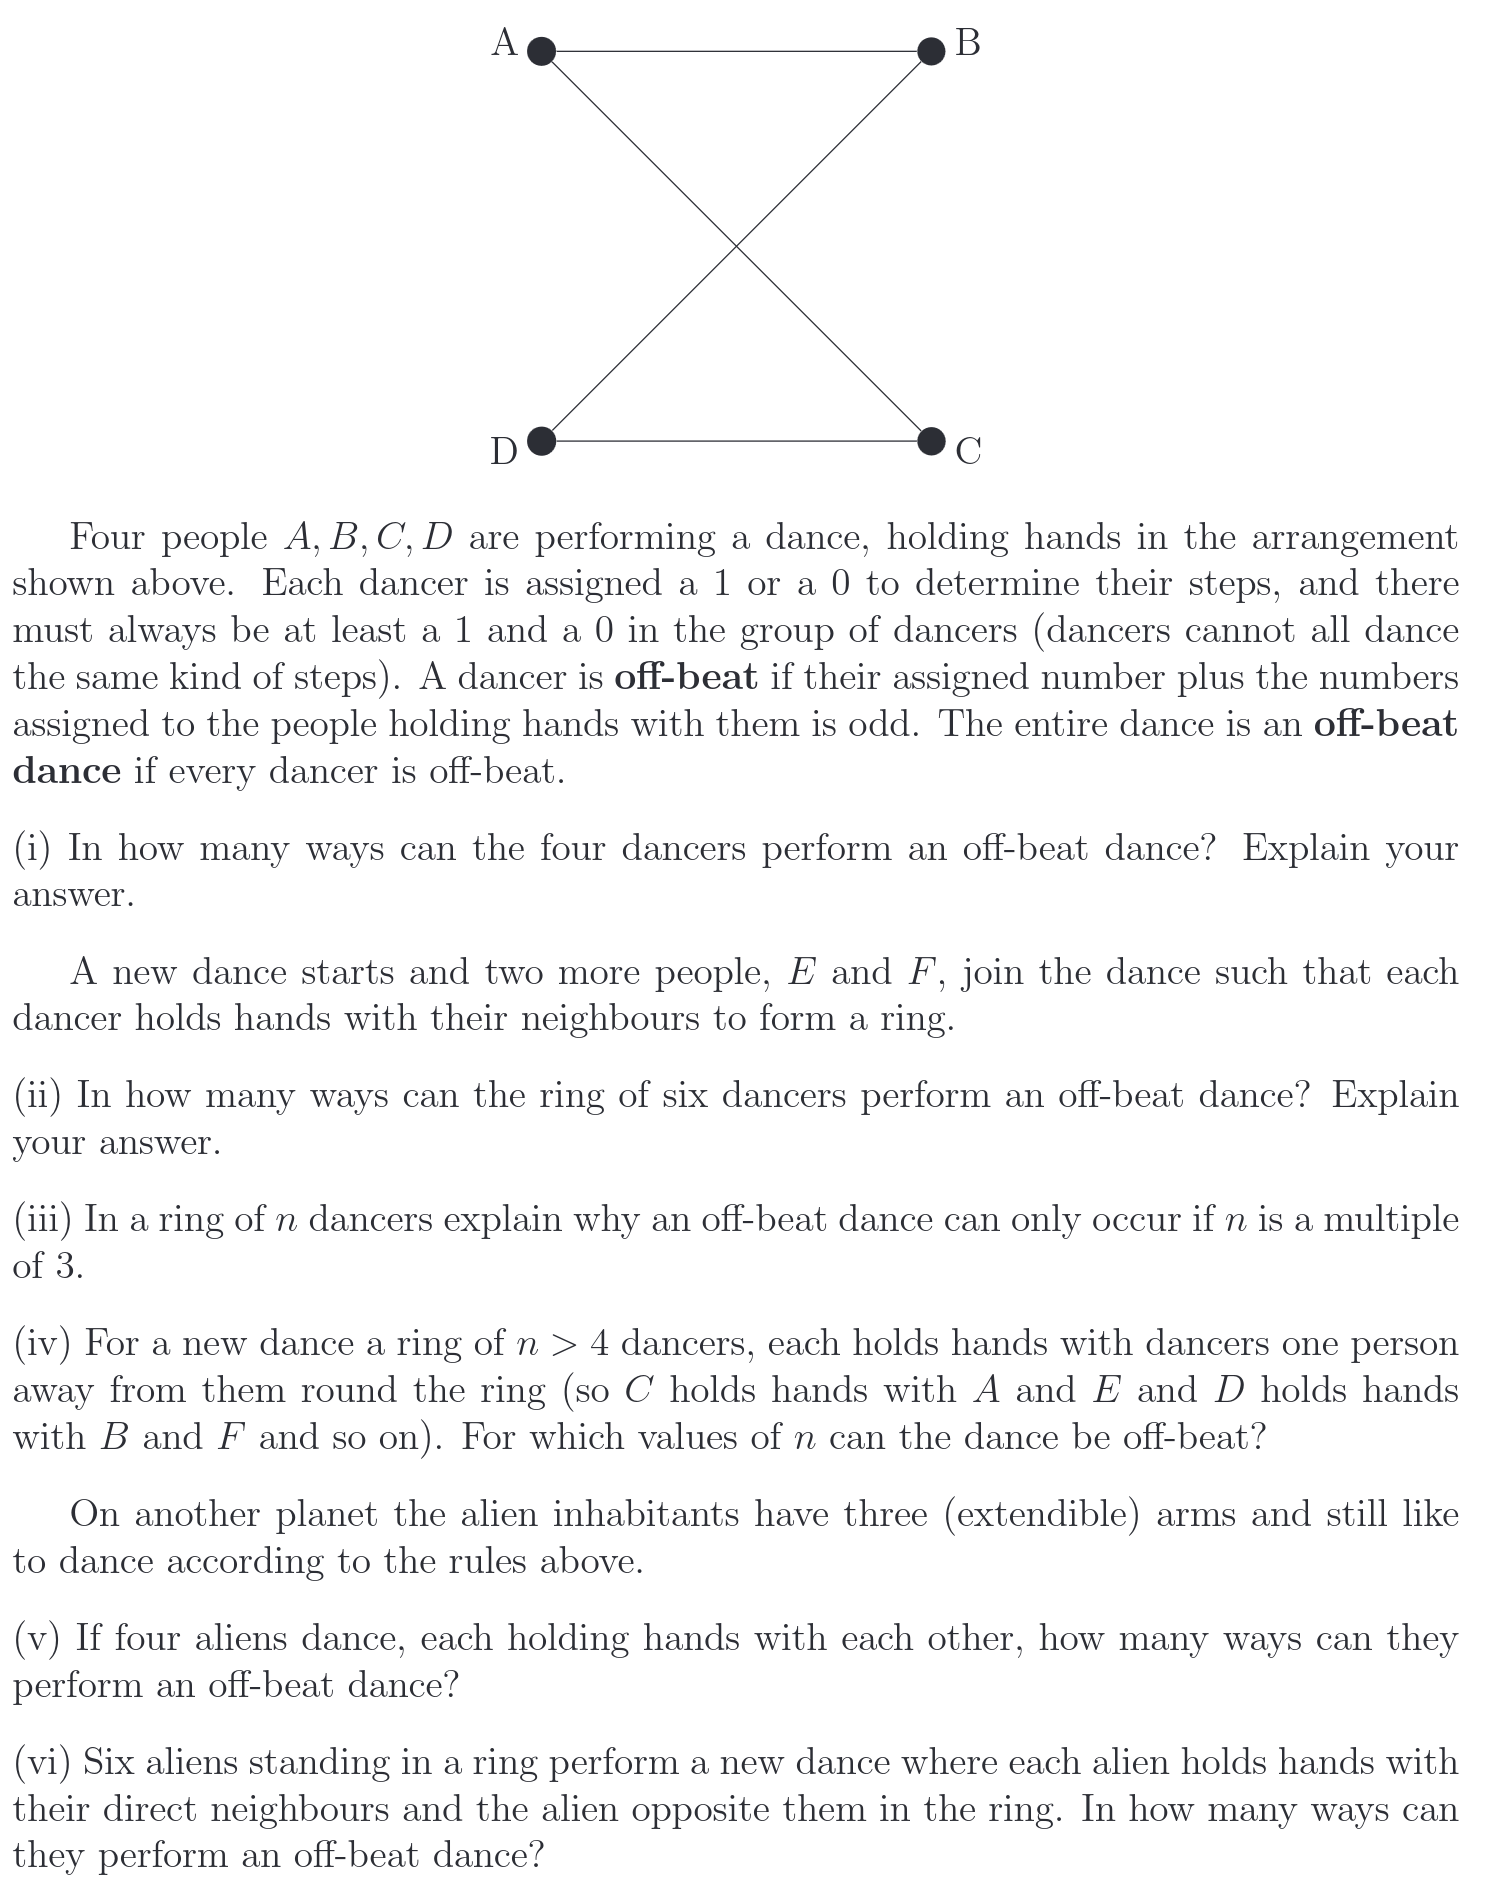 A B
D C
Four people A, B, C, D are performing a dance, holding hands in the arrangement
shown above. Each dancer is assigned a 1 or a 0 to determine their steps, and there
must always be at least a 1 and a 0 in the group of dancers (dancers cannot all dance
the same kind of steps). A dancer is off-beat if their assigned number plus the numbers
assigned to the people holding hands with them is odd. The entire dance is an off-beat
dance if every dancer is off-beat.
(i) In how many ways can the four dancers perform an off-beat dance? Explain your
answer.
A new dance starts and two more people, E and F, join the dance such that each
dancer holds hands with their neighbours to form a ring.
(ii) In how many ways can the ring of six dancers perform an off-beat dance? Explain
your answer.
(iii) In a ring of n dancers explain why an off-beat dance can only occur if n is a multiple
of 3.
(iv) For a new dance a ring of n > 4 dancers, each holds hands with dancers one person
away from them round the ring (so C holds hands with A and E and D holds hands
with B and F and so on). For which values of n can the dance be off-beat?
On another planet the alien inhabitants have three (extendible) arms and still like
to dance according to the rules above.
(v) If four aliens dance, each holding hands with each other, how many ways can they
perform an off-beat dance?
(vi) Six aliens standing in a ring perform a new dance where each alien holds hands with
their direct neighbours and the alien opposite them in the ring. In how many ways can
they perform an off-beat dance?